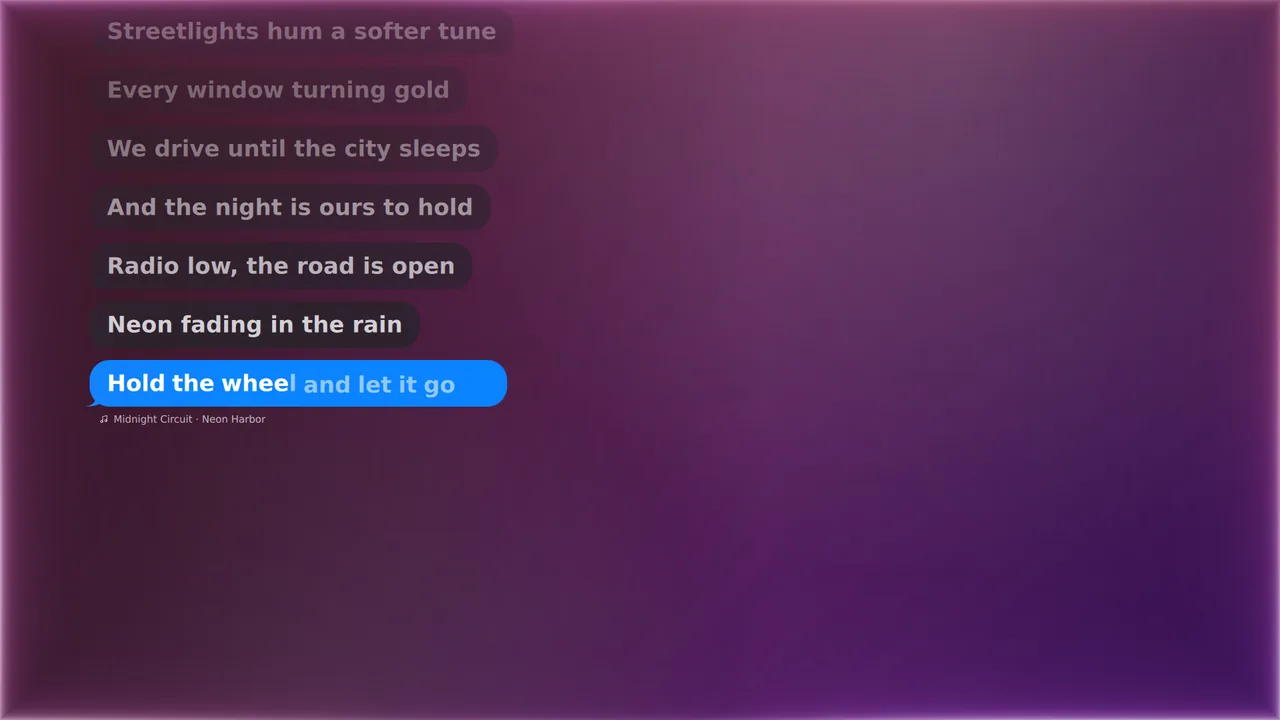 Streetlights hum a softer tune
Every window turning gold
We drive until the city sleeps
And the night is ours to hold
Radio low, the road is open
Neon fading in the rain
Hold the wheel and let it go
Midnight Circuit · Neon Harbor